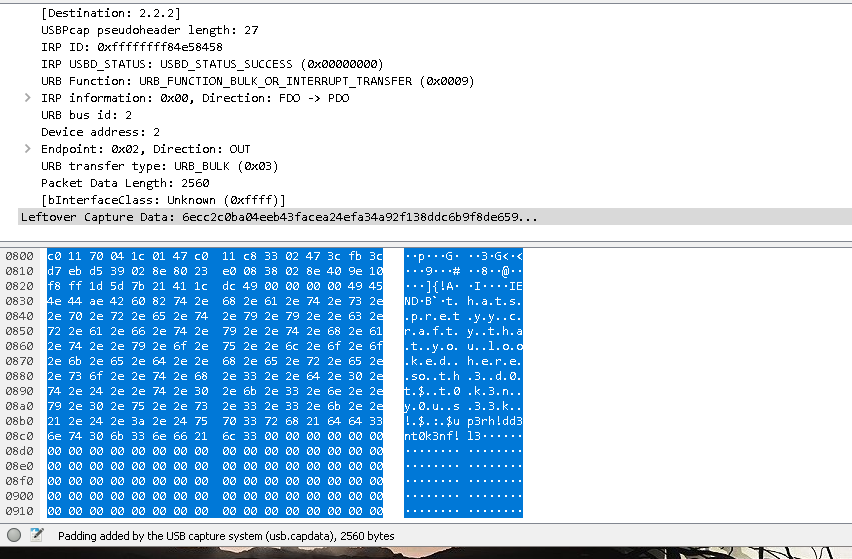 [Destination: 2.2.2]
USBPcap pseudoheader length: 27
IRP ID: 0xffffffff84e58458
IRP USBD_STATUS: USBD_STATUS_SUCCESS (0x00000000)
URB Function: URB_FUNCTION_BULK_OR_INTERRUPT_TRANSFER (0x0009)
> IRP information: 0x00, Direction: FDO -> PDO
URB bus id: 2
Device address: 2
> Endpoint: 0x02, Direction: OUT
URB transfer type: URB_BULK (0x03)
Packet Data Length: 2560
[bInterfaceClass: Unknown (0xffff)]
Leftover Capture Data: 6ecc2c0ba04eeb43facea24efa34a92f138ddc6b9f8de659...
0800 c0 11 70 04 1c 01 47 c0 11 c8 33 02 47 3c fb 3c ··p···G· ··3·G<·<
0810 d7 eb d5 39 02 8e 80 23 e0 08 38 02 8e 40 9e 10 ···9···# ··8··@··
0820 f8 ff 1d 5d 7b 21 41 1c dc 49 00 00 00 00 49 45 ···]{!A· ·I····IE
0830 4e 44 ae 42 60 82 74 2e 68 2e 61 2e 74 2e 73 2e ND·B`·t. h.a.t.s.
0840 2e 70 2e 72 2e 65 2e 74 2e 79 2e 79 2e 2e 63 2e .p.r.e.t .y.y..c.
0850 72 2e 61 2e 66 2e 74 2e 79 2e 2e 74 2e 68 2e 61 r.a.f.t. y..t.h.a
0860 2e 74 2e 2e 79 2e 6f 2e 75 2e 2e 6c 2e 6f 2e 6f .t..y.o. u..l.o.o
0870 2e 6b 2e 65 2e 64 2e 2e 68 2e 65 2e 72 2e 65 2e .k.e.d.. h.e.r.e.
0880 2e 73 6f 2e 2e 74 2e 68 2e 33 2e 2e 64 2e 30 2e .so..t.h .3..d.0.
0890 74 2e 24 2e 2e 74 2e 30 2e 6b 2e 33 2e 6e 2e 2e t.$..t.0 .k.3.n..
08a0 79 2e 30 2e 75 2e 2e 73 2e 33 2e 33 2e 6b 2e 2e y.0.u..s .3.3.k..
08b0 21 2e 24 2e 3a 2e 24 75 70 33 72 68 21 64 64 33 !.$.:.$u p3rh!dd3
08c0 6e 74 30 6b 33 6e 66 21 6c 33 00 00 00 00 00 00 nt0k3nf! l3······
08d0 00 00 00 00 00 00 00 00 00 00 00 00 00 00 00 00 ········ ········
08e0 00 00 00 00 00 00 00 00 00 00 00 00 00 00 00 00 ········ ········
08f0 00 00 00 00 00 00 00 00 00 00 00 00 00 00 00 00 ········ ········
0900 00 00 00 00 00 00 00 00 00 00 00 00 00 00 00 00 ········ ········
0910 00 00 00 00 00 00 00 00 00 00 00 00 00 00 00 00 ········ ········
Padding added by the USB capture system (usb.capdata), 2560 bytes